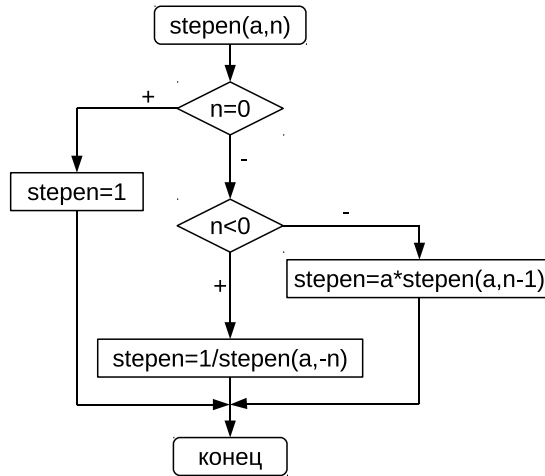 stepen(a,n)
+
n=0
-
stepen=1
n<0
-
+
stepen=a*stepen(a,n-1)
stepen=1/stepen(a,-n)
конец